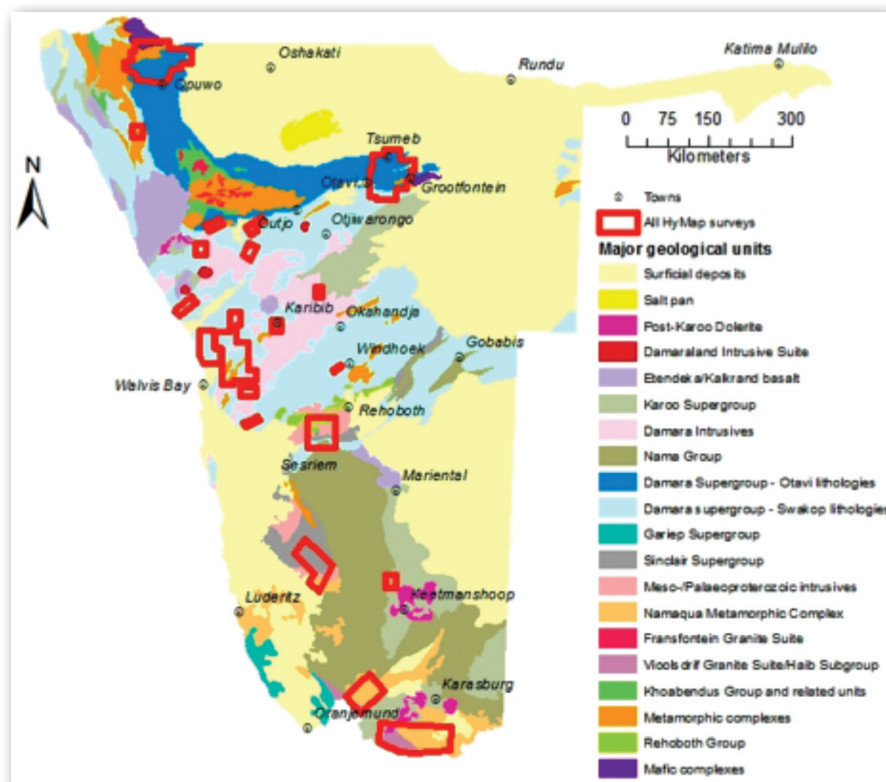 Katima Mulilo
Oshakati
Rundu
Opuwo
0 75 150 300
Kilometers
Tsumeb
N
Otavi
Grootfontein
Outjo
Otjiwarongo
Towns
All HyMap surveys
Major geological units
Surficial deposits
Salt pan
Karibib
Okahandja
Post-Karoo Dolerite
Damaraland Intrusive Suite
Gobabis
Windhoek
Walvis Bay
Etendeka/Kalkrand basalt
Karoo Supergroup
Rehoboth
Damara Intrusives
Nama Group
Sesriem
Mariental
Damara Supergroup - Otavi lithologies
Damara supergroup - Swakop lithologies
Gariep Supergroup
Sinclair Supergroup
Meso-/Palaeoproterozoic intrusives
Luderitz
Keetmanshoop
Namaqua Metamorphic Complex
Fransfontein Granite Suite
Vioolsdrif Granite Suite/Haib Subgroup
Karasburg
Khoabendus Group and related units
Oranjemund
Metamorphic complexes
Rehoboth Group
Mafic complexes